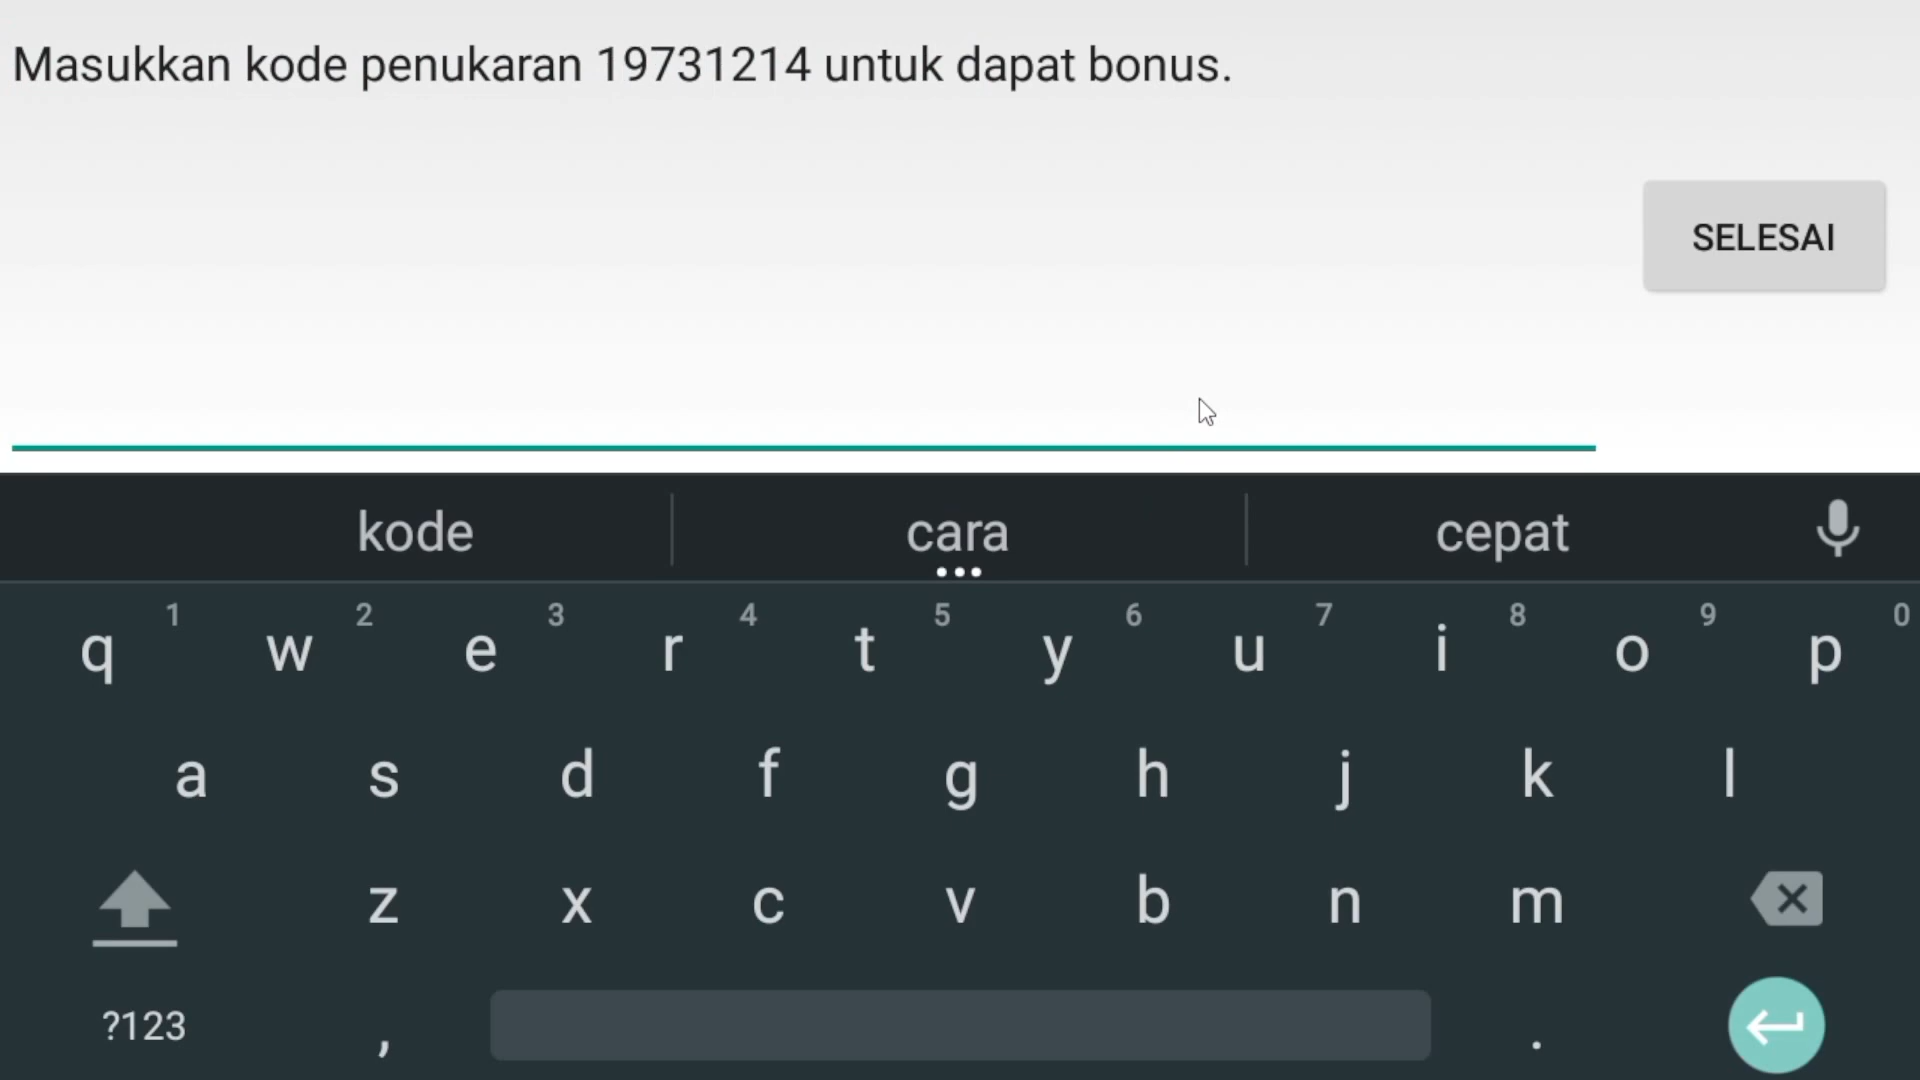 Masukkan kode penukaran 19731214 untuk dapat bonus.
SELESAI
kode cara cepat
1 2 3 4 5 6 7 8 9 0
q w e r t y u i o p
a s d f g h j k l
z x c v b n m
?123 , .